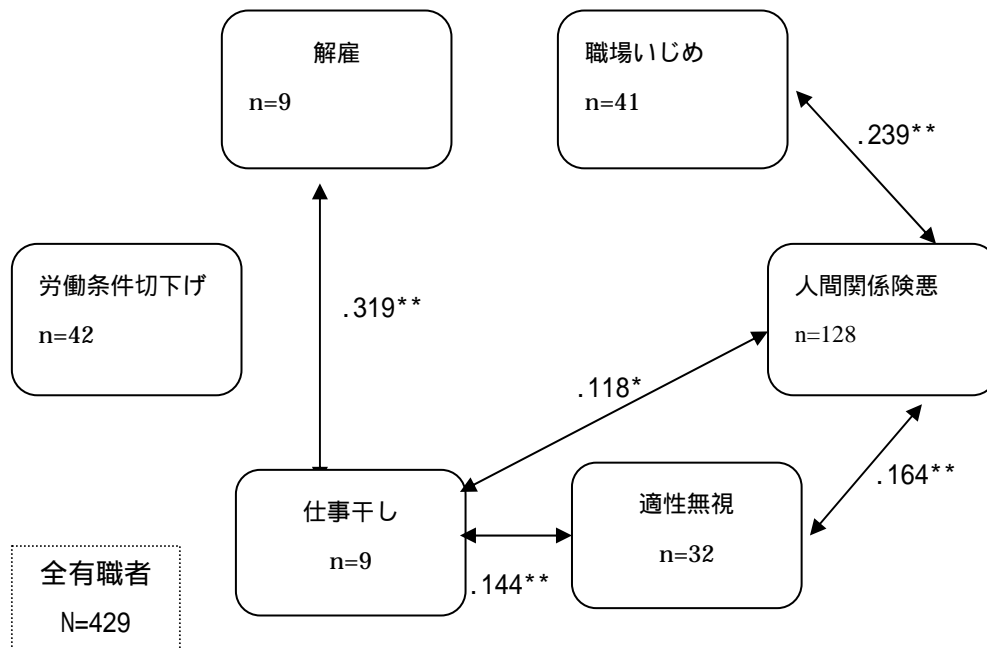 解雇
n=9
職場いじめ
n=41
.239**
労働条件切下げ
n=42
.319**
人間関係険悪
n=128
.118*
.164**
仕事干し
n=9
適性無視
n=32
.144**
全有職者
N=429